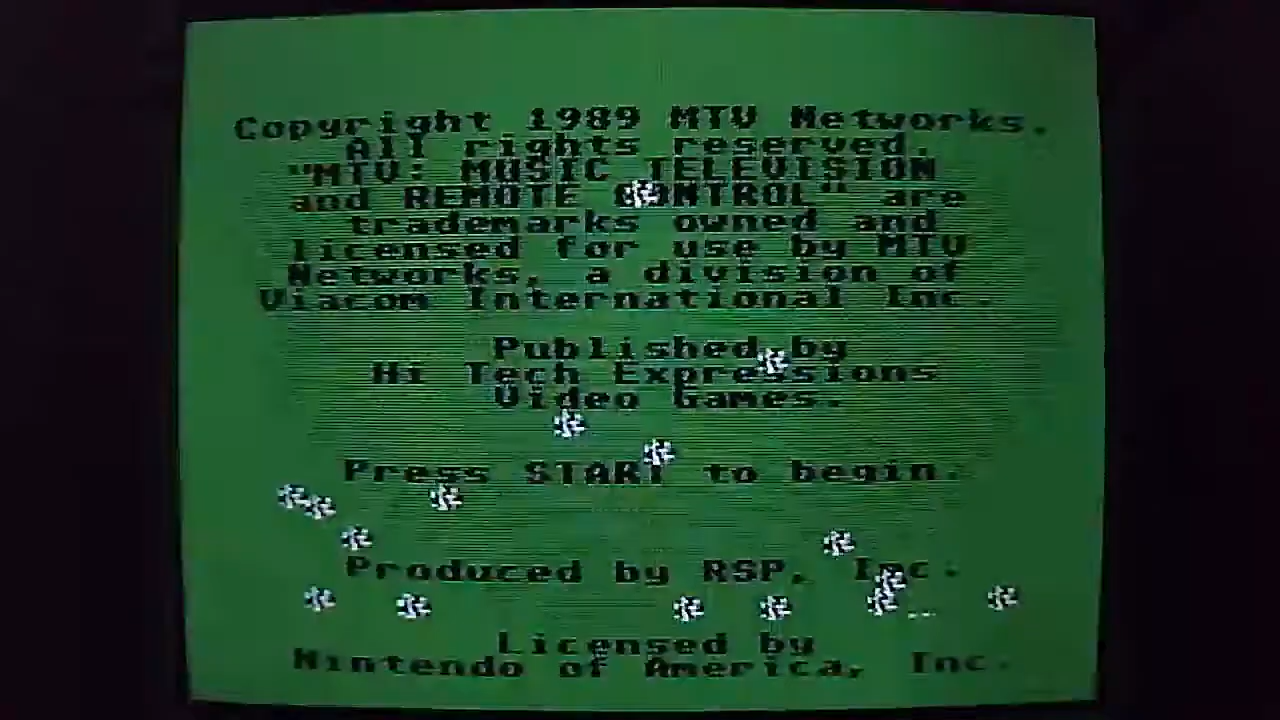 Copyright 1989 MTV Networks.
All rights reserved.
"MTV: MUSIC TELEVISION
and REMOTE CONTROL" are
trademarks owned and
licensed for use by MTV
Networks, a division of
Viacom International Inc.
Published by
Hi Tech Expressions
Video Games.
Press START to begin.
Produced by RSP, Inc.
Licensed by
Nintendo of America, Inc.